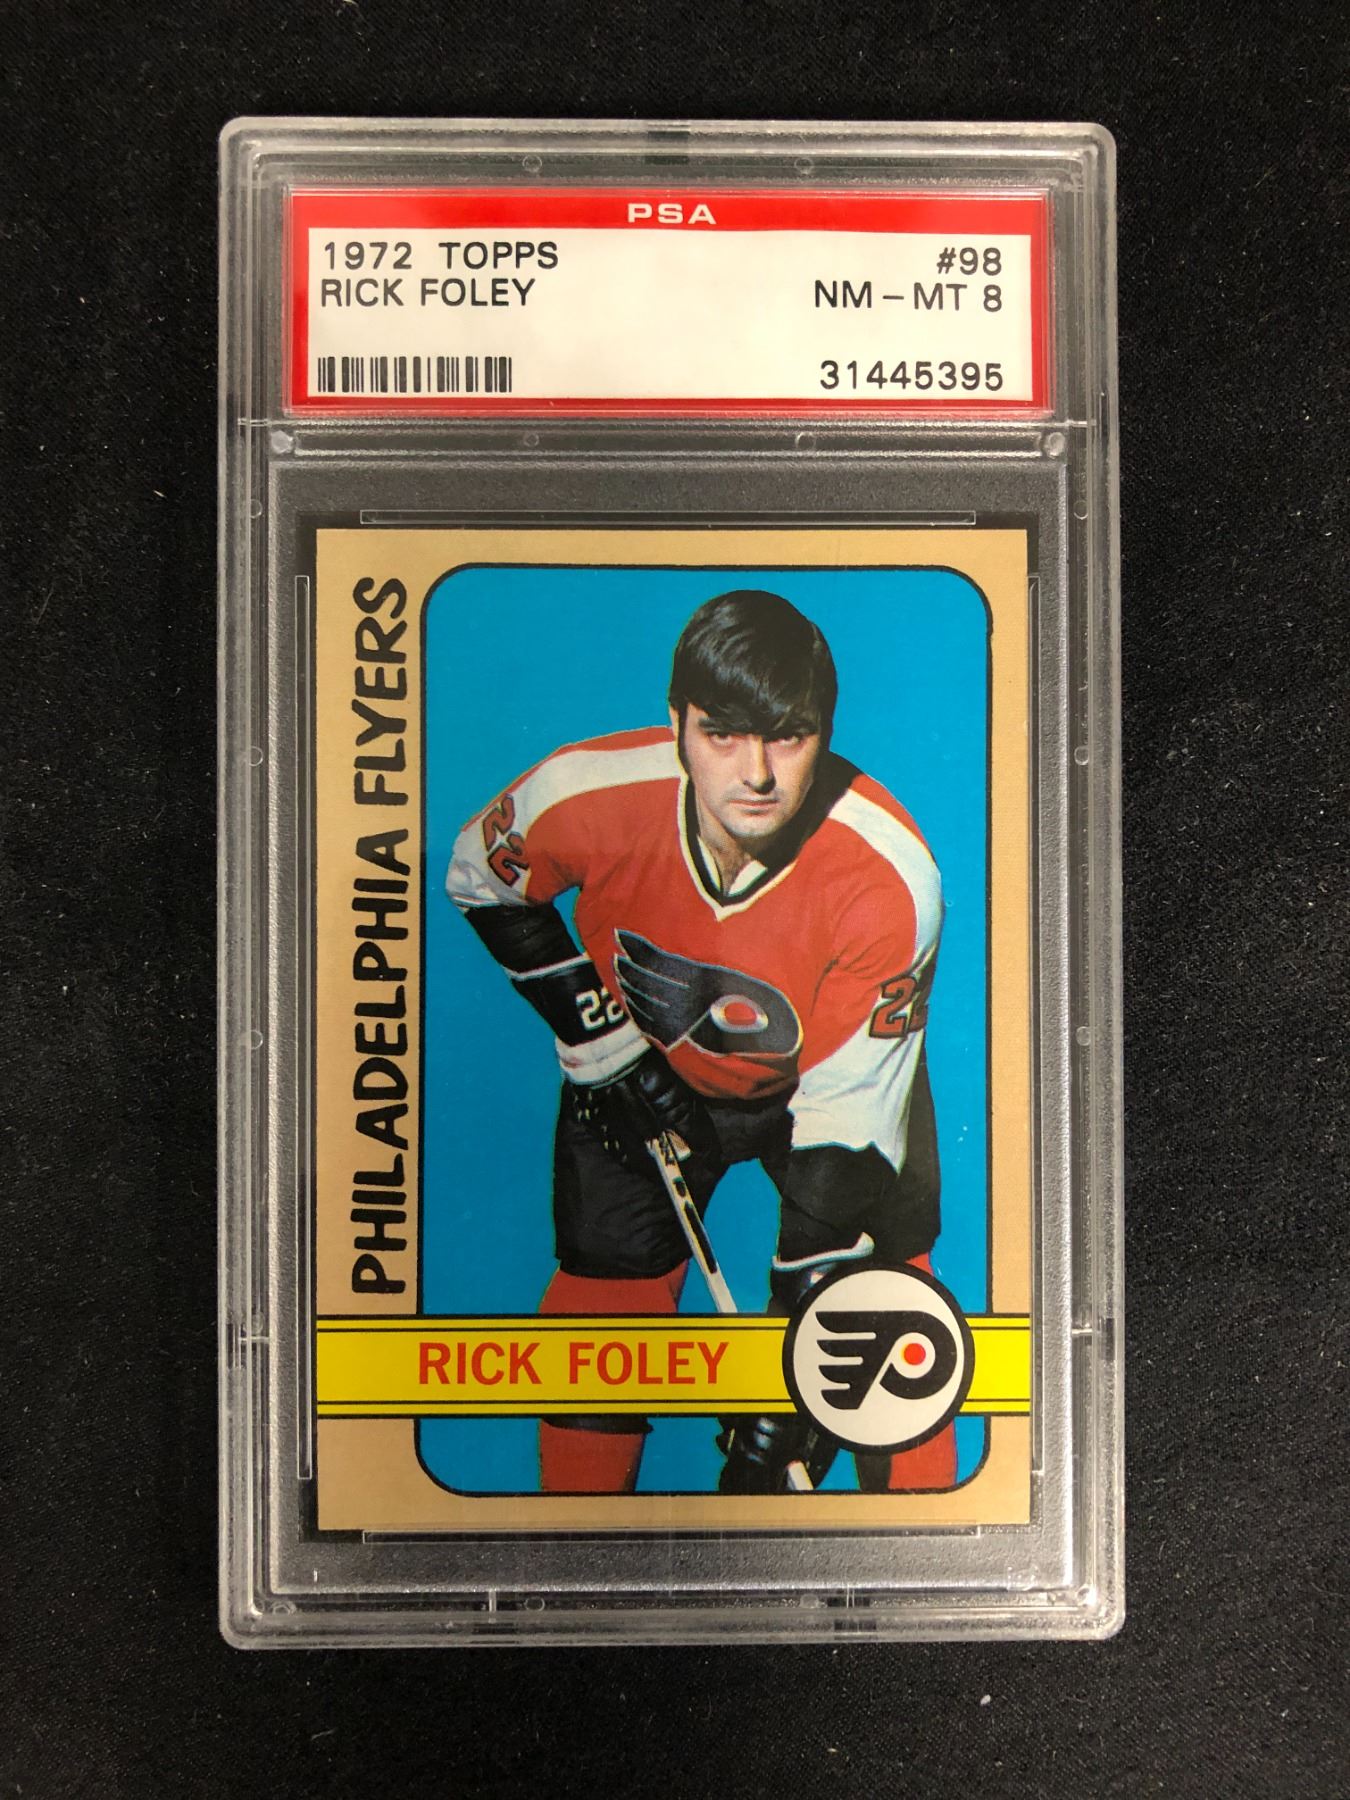 PSA
1972 TOPPS #98
RICK FOLEY NM-MT 8
31445395
PHILADELPHIA FLYERS
22
22
22
RICK FOLEY